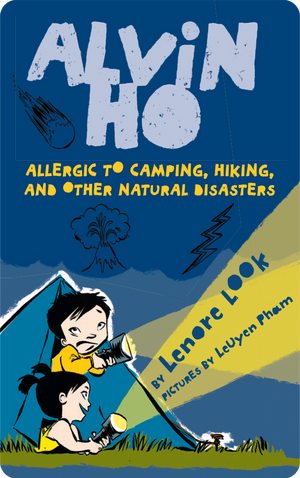 ALVIN
HO
ALLERGIC TO CAMPING, HIKING,
AND OTHER NATURAL DISASTERS
BY Lenore LOOK
PICTURES BY LeUyen Pham